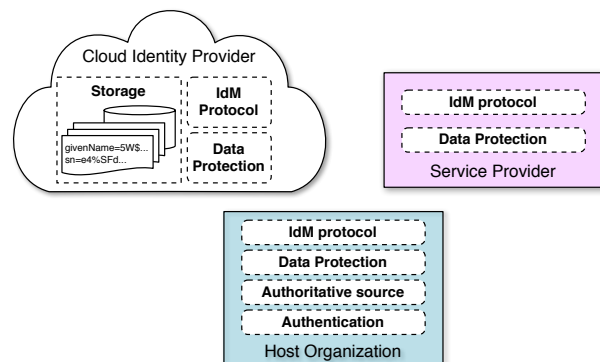 Cloud Identity Provider
Storage
IdM
Protocol
givenName=5W$...
sn=e4%SFd...
Data
Protection
IdM protocol
Data Protection
Service Provider
IdM protocol
Data Protection
Authoritative source
Authentication
Host Organization